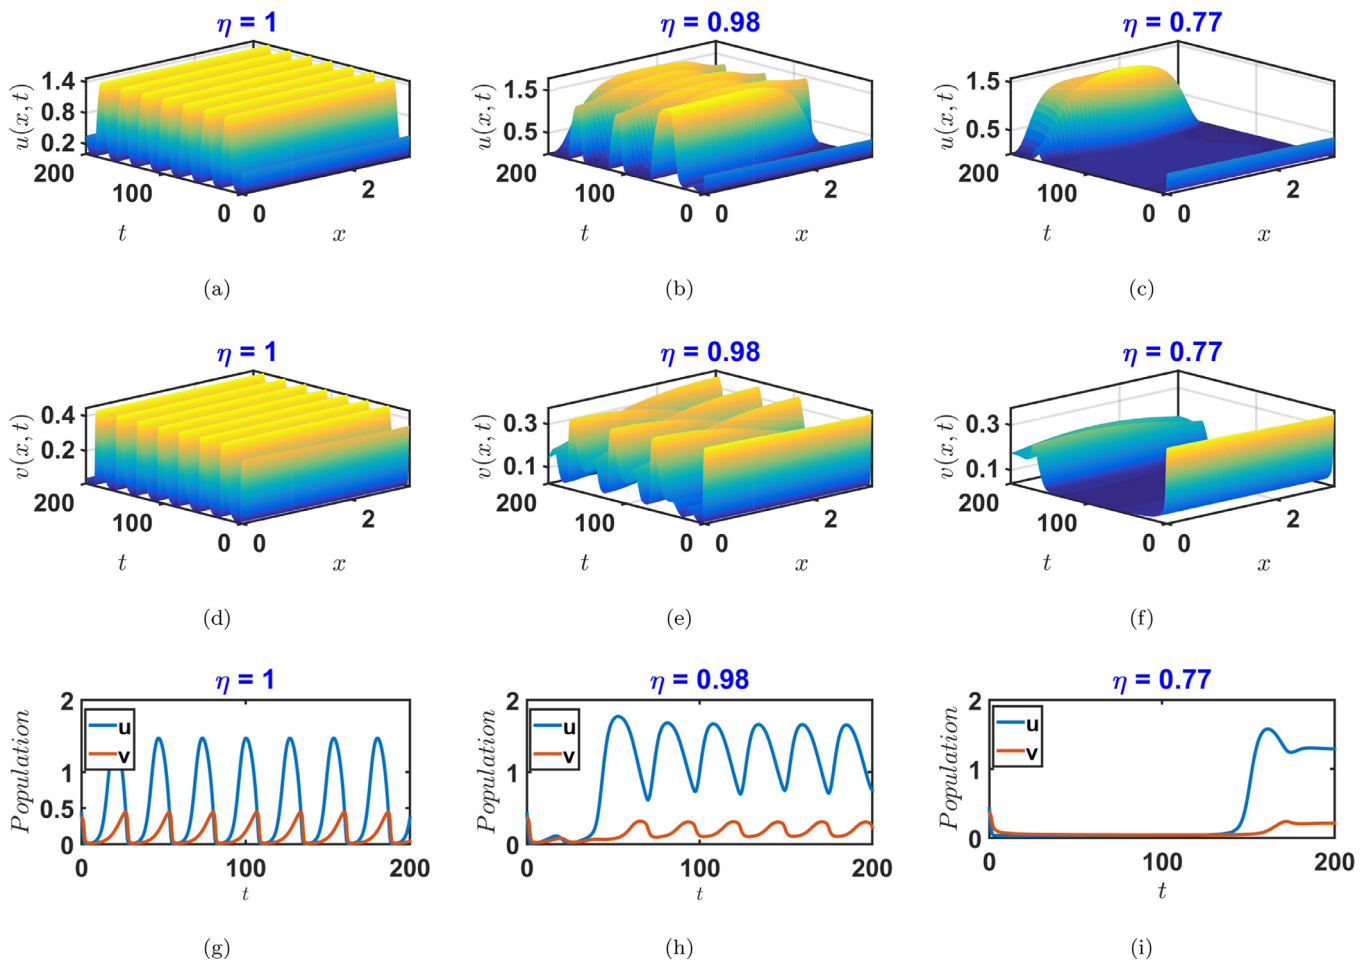 η = 1
η = 0.98
η = 0.77
u(x, t)
1.4
0.8
0.2
200
100
0
0
2
t
x
u(x, t)
1.5
0.5
200
100
0
0
2
t
x
u(x, t)
1.5
0.5
200
100
0
0
2
t
x
(a)
(b)
(c)
η = 1
η = 0.98
η = 0.77
v(x, t)
0.4
0.2
200
100
0
0
2
t
x
v(x, t)
0.3
0.1
200
100
0
0
2
t
x
v(x, t)
0.3
0.1
200
100
0
0
2
t
x
(d)
(e)
(f)
η = 1
η = 0.98
η = 0.77
Population
2
1
0.5
0
u
v
0
100
200
t
Population
2
1
0
u
v
0
100
200
t
Population
2
1
0
u
v
0
100
200
t
(g)
(h)
(i)